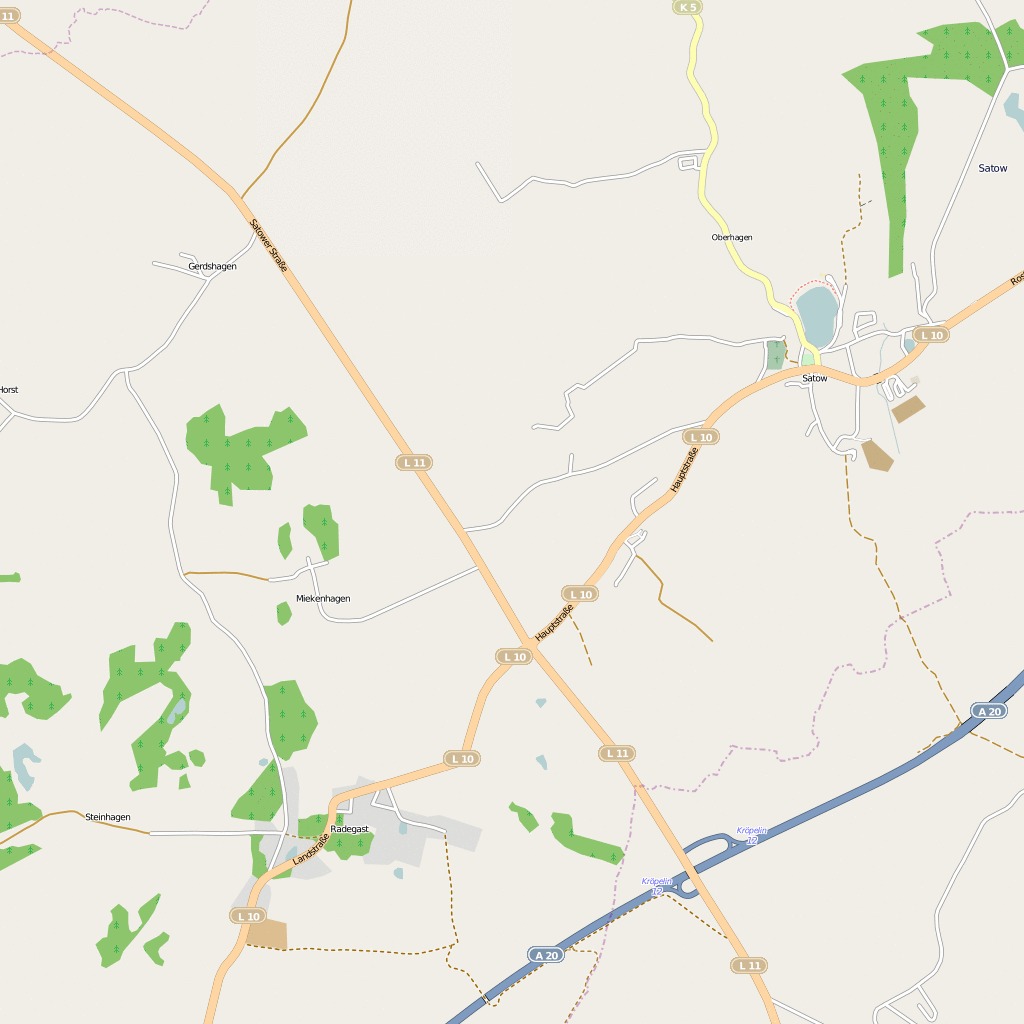 11
K 5
Satow
Oberhagen
Satower Straße
Gerdshagen
L 10
Satow
Horst
L 10
Hauptstraße
L 11
L 10
Miekenhagen
Hauptstraße
L 10
A 20
L 11
L 10
Steinhagen
Radegast
Landstraße
Kröpelin
12
Kröpelin
12
L 10
A 20
L 11